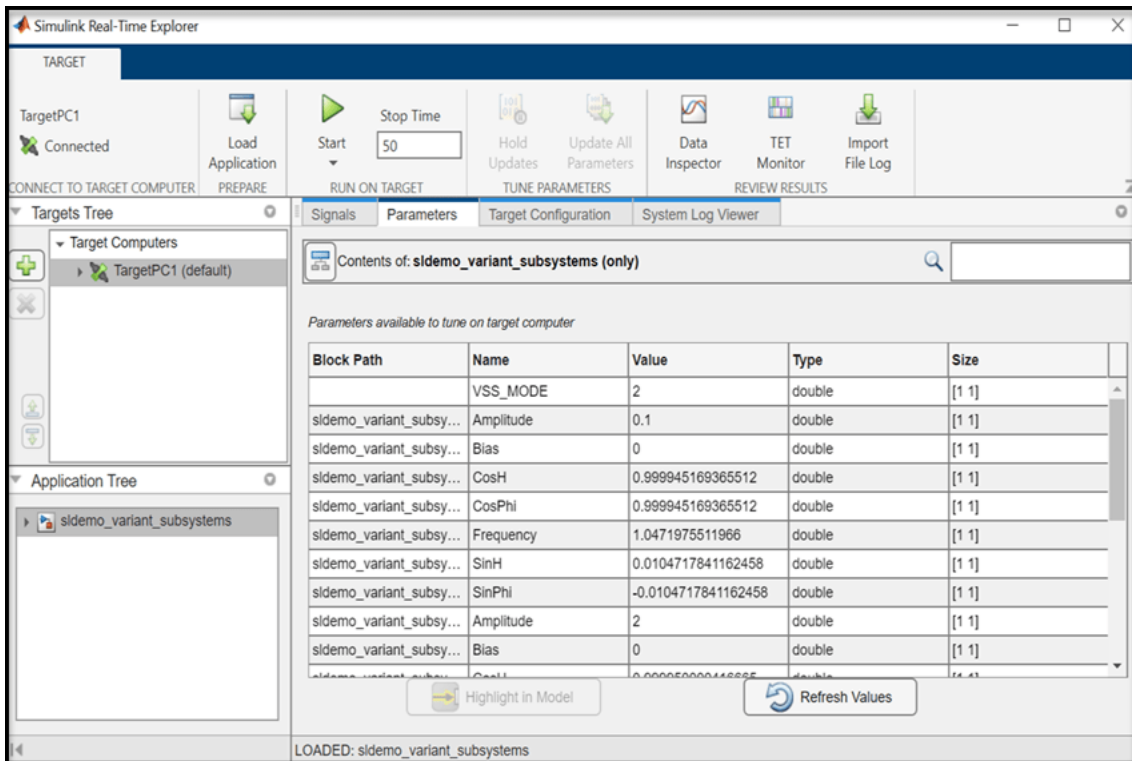 Simulink Real-Time Explorer
TARGET
TargetPC1
Connected
CONNECT TO TARGET COMPUTER
Load Application
PREPARE
Start
Stop Time
50
RUN ON TARGET
Hold Updates
Update All Parameters
TUNE PARAMETERS
Data Inspector
TET Monitor
Import File Log
REVIEW RESULTS
Targets Tree
Target Computers
TargetPC1 (default)
Application Tree
sldemo_variant_subsystems
Signals Parameters Target Configuration System Log Viewer
Contents of: sldemo_variant_subsystems (only)
Parameters available to tune on target computer
Block Path Name Value Type Size
VSS_MODE 2 double [1 1]
sldemo_variant_subsy... Amplitude 0.1 double [1 1]
sldemo_variant_subsy... Bias 0 double [1 1]
sldemo_variant_subsy... CosH 0.999945169365512 double [1 1]
sldemo_variant_subsy... CosPhi 0.999945169365512 double [1 1]
sldemo_variant_subsy... Frequency 1.0471975511966 double [1 1]
sldemo_variant_subsy... SinH 0.0104717841162458 double [1 1]
sldemo_variant_subsy... SinPhi -0.0104717841162458 double [1 1]
sldemo_variant_subsy... Amplitude 2 double [1 1]
sldemo_variant_subsy... Bias 0 double [1 1]
Highlight in Model
Refresh Values
LOADED: sldemo_variant_subsystems